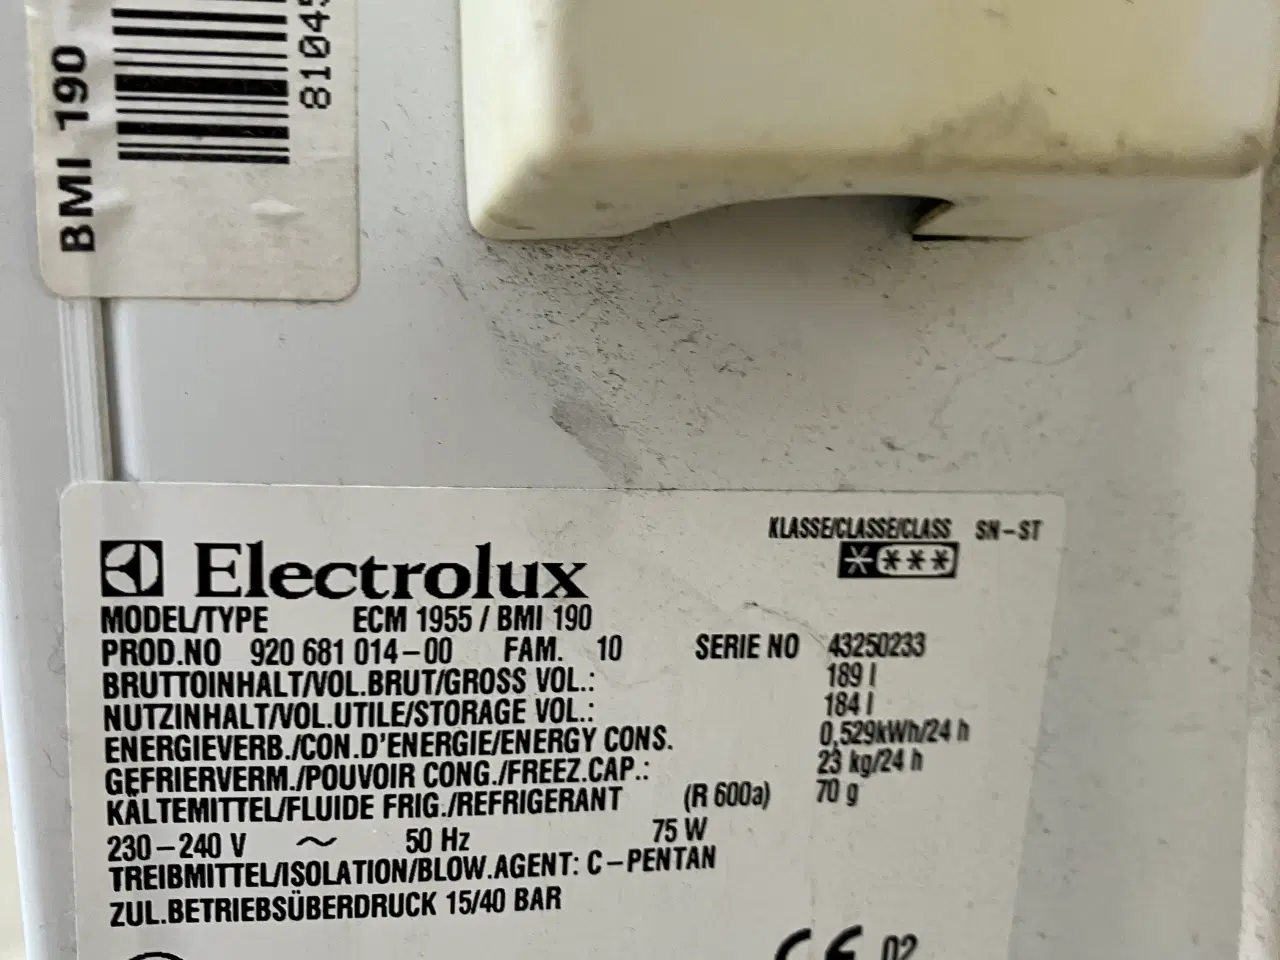 BMI 190
8104
KLASSE/CLASSE/CLASS SN-ST
Electrolux
MODEL/TYPE ECM 1955 / BMI 190
PROD.NO 920 681 014-00 FAM. 10 SERIE NO 43250233
BRUTTOINHALT/VOL.BRUT/GROSS VOL.: 189 l
NUTZINHALT/VOL.UTILE/STORAGE VOL.: 184 l
ENERGIEVERB./CON.D'ENERGIE/ENERGY CONS. 0,529kWh/24 h
GEFRIERVERM./POUVOIR CONG./FREEZ.CAP.: 23 kg/24 h
KÄLTEMITTEL/FLUIDE FRIG./REFRIGERANT (R 600a) 70 g
230-240 V ~ 50 Hz 75 W
TREIBMITTEL/ISOLATION/BLOW.AGENT: C-PENTAN
ZUL.BETRIEBSÜBERDRUCK 15/40 BAR
CE 02